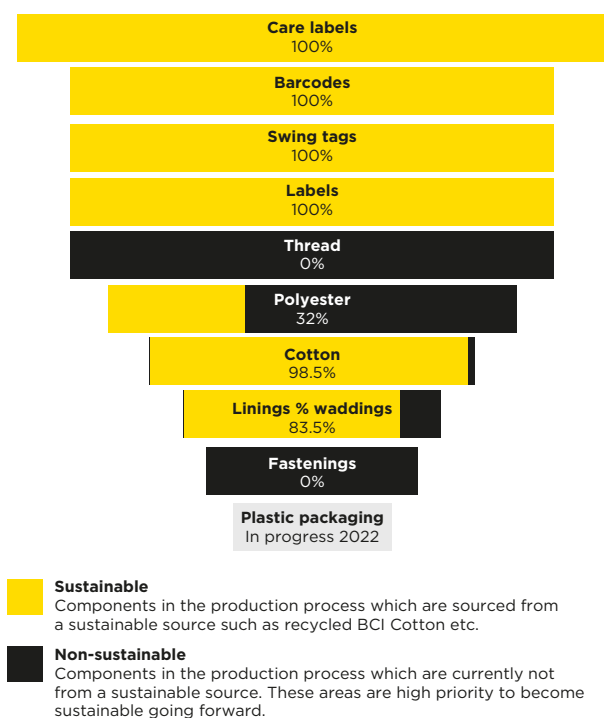 Care labels
100%
Barcodes
100%
Swing tags
100%
Labels
100%
Thread
0%
Polyester
32%
Cotton
98.5%
Linings % waddings
83.5%
Fastenings
0%
Plastic packaging
In progress 2022
Sustainable
Components in the production process which are sourced from
a sustainable source such as recycled BCI Cotton etc.
Non-sustainable
Components in the production process which are currently not
from a sustainable source. These areas are high priority to become
sustainable going forward.